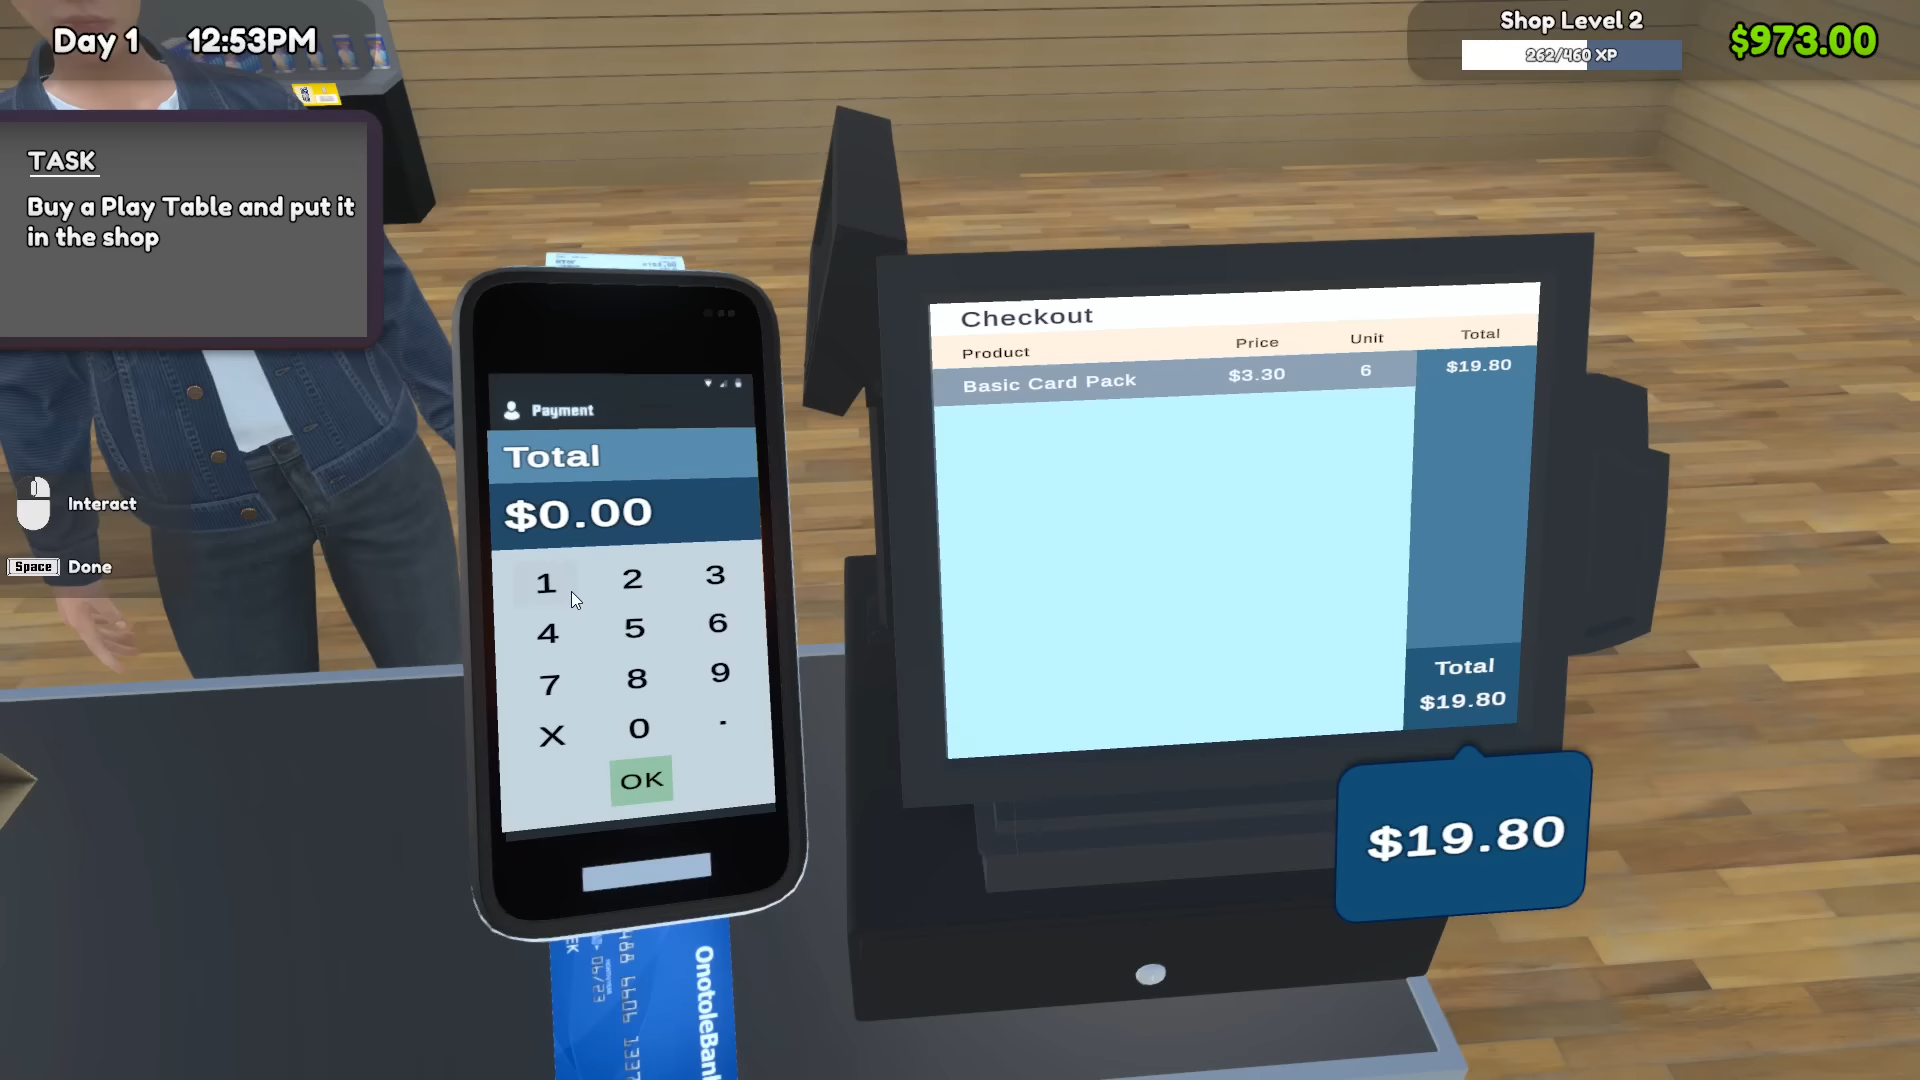 Day 1 12:53PM
Shop Level 2
262/460 XP
$973.00
TASK
Buy a Play Table and put it
in the shop
Interact
Space Done
Payment
Total
$0.00
1 2 3
4 5 6
7 8 9
X 0 .
OK
Checkout
Product Price Unit Total
Basic Card Pack $3.30 6 $19.80
Total
$19.80
$19.80
OnotoleBank